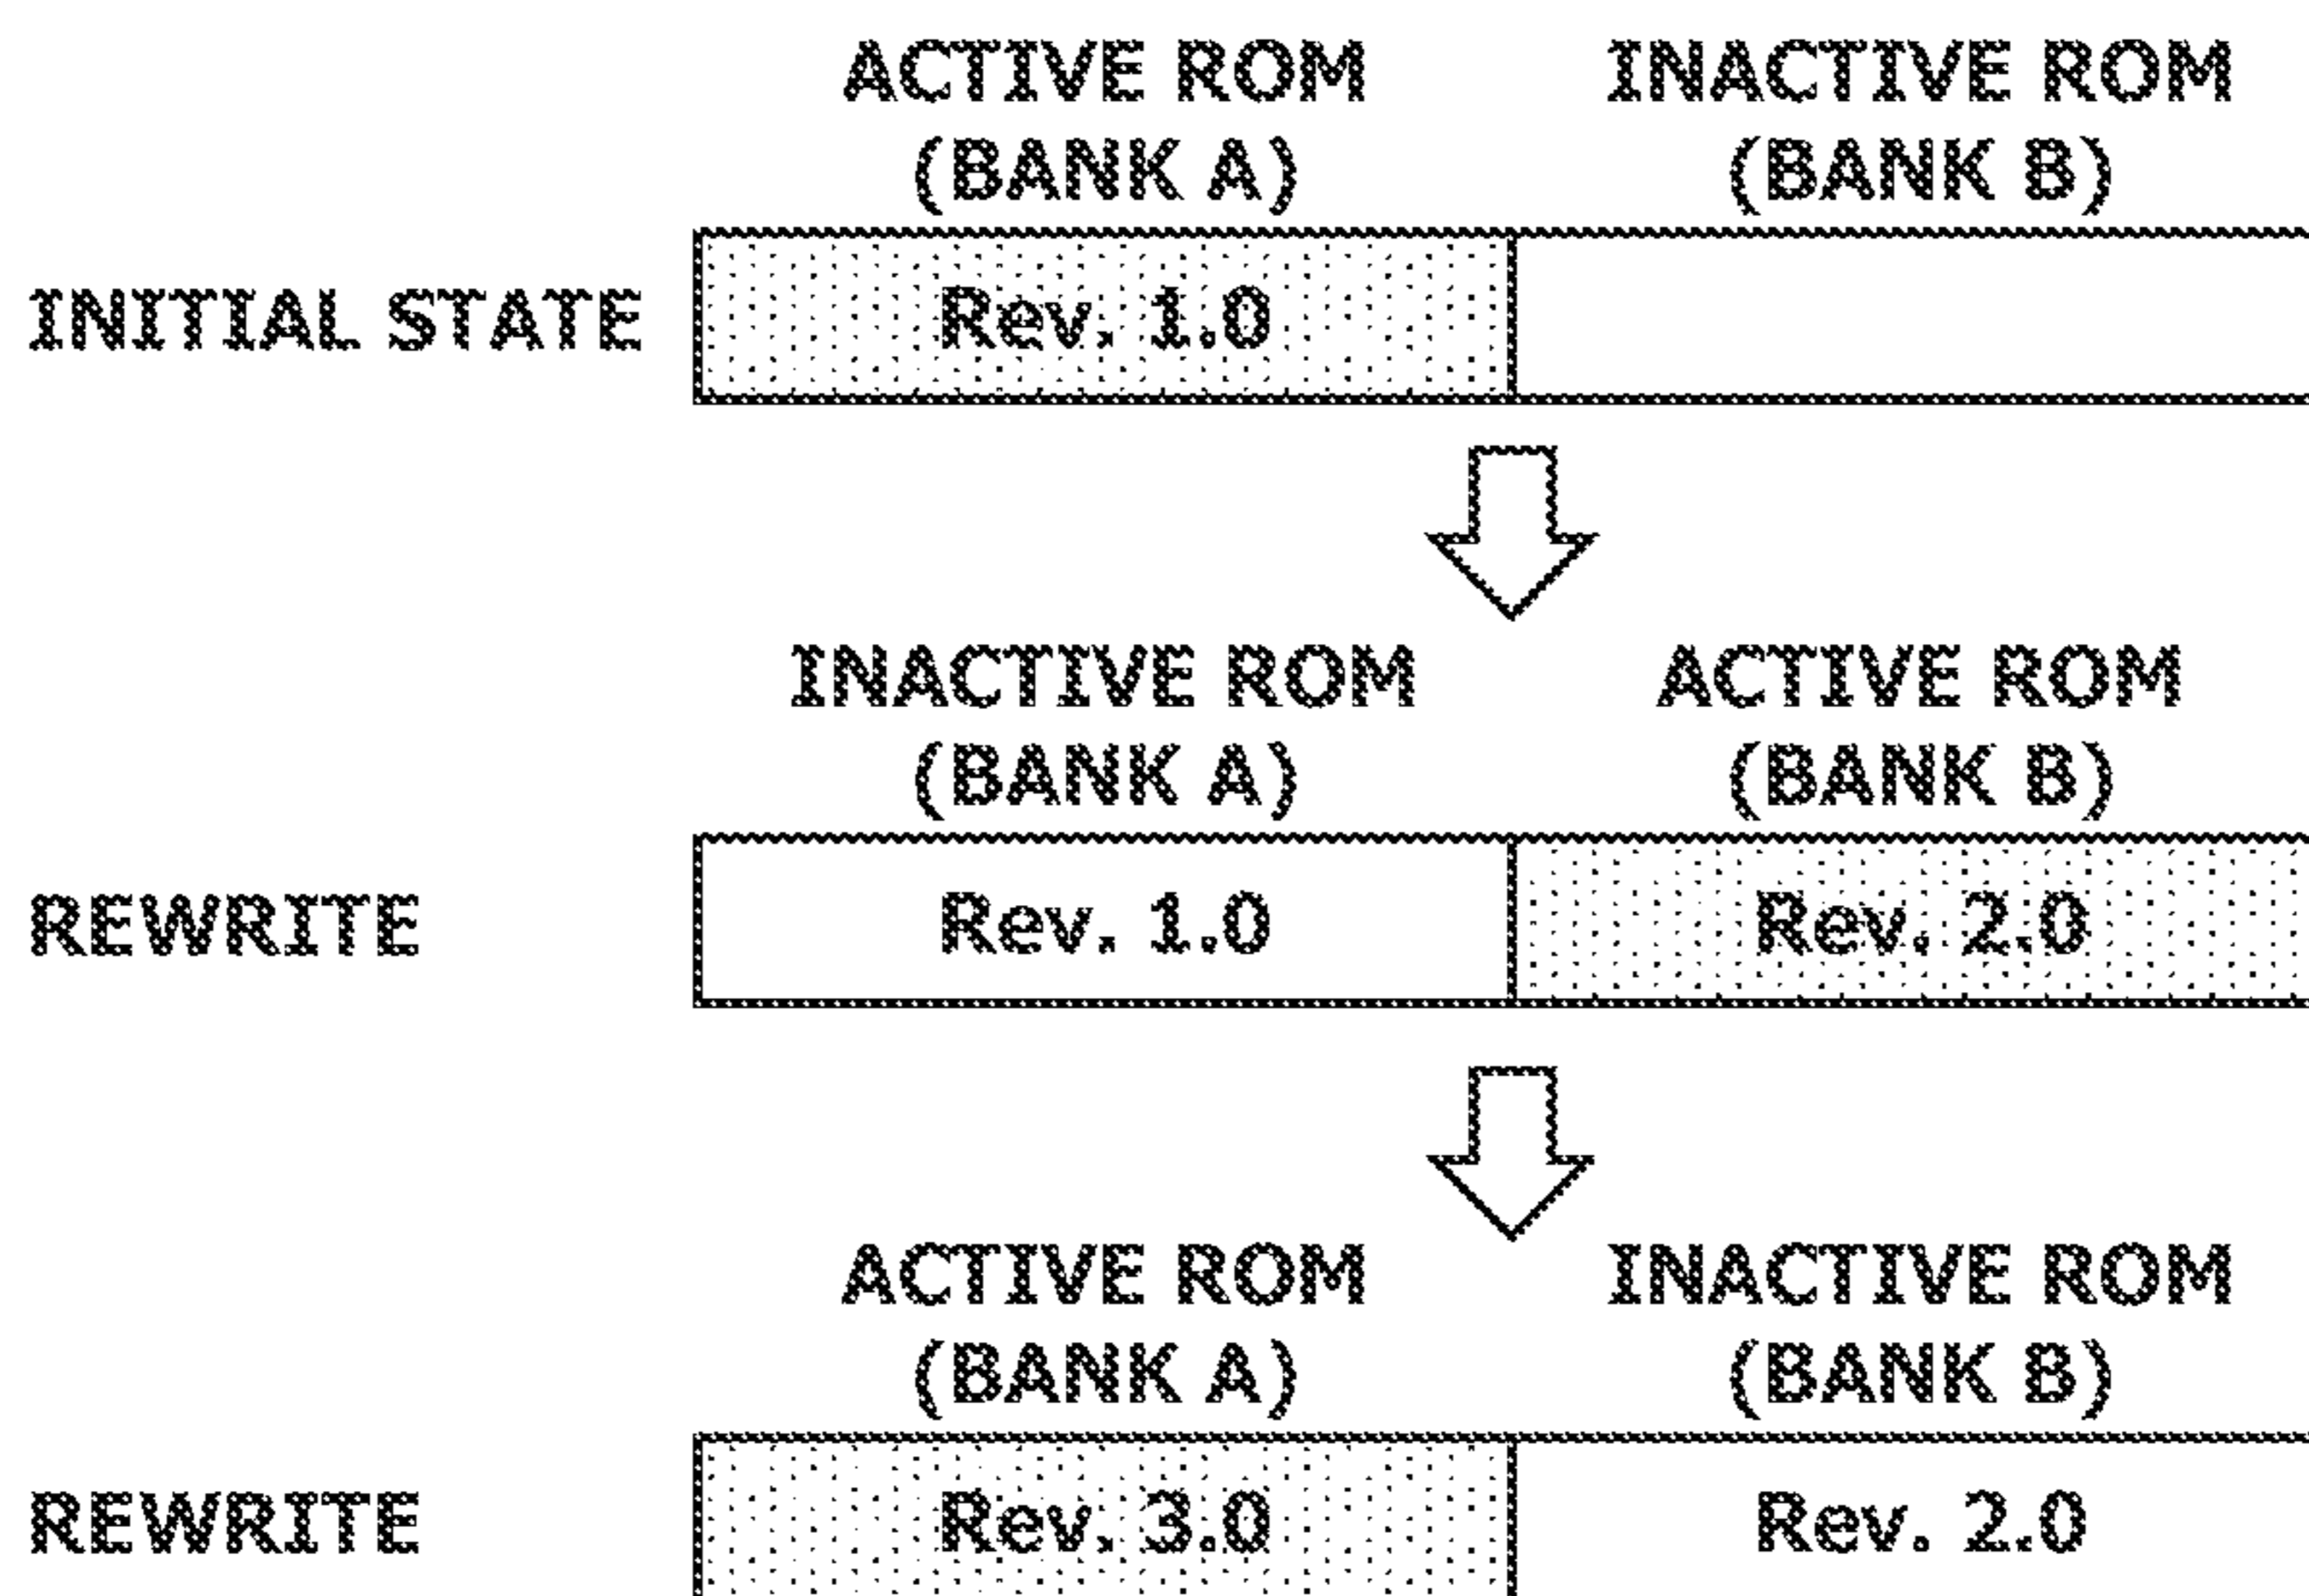 ACTIVE ROM INACTIVE ROM
(BANK A) (BANK B)
INITIAL STATE Rev. 1.0
INACTIVE ROM ACTIVE ROM
(BANK A) (BANK B)
REWRITE Rev. 1.0 Rev. 2.0
ACTIVE ROM INACTIVE ROM
(BANK A) (BANK B)
REWRITE Rev. 3.0 Rev. 2.0